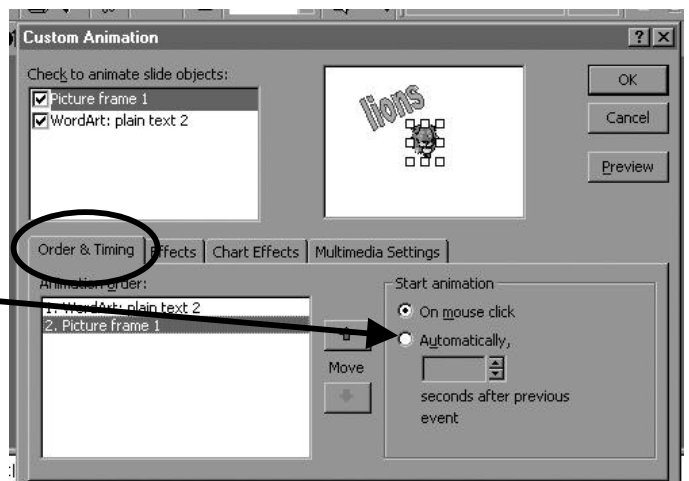 Custom Animation
Check to animate slide objects:
Picture frame 1
WordArt: plain text 2
lions
OK
Cancel
Preview
Order & Timing
Effects
Chart Effects
Multimedia Settings
Animation order:
1. WordArt: plain text 2
2. Picture frame 1
Move
Start animation
On mouse click
Automatically,
seconds after previous
event